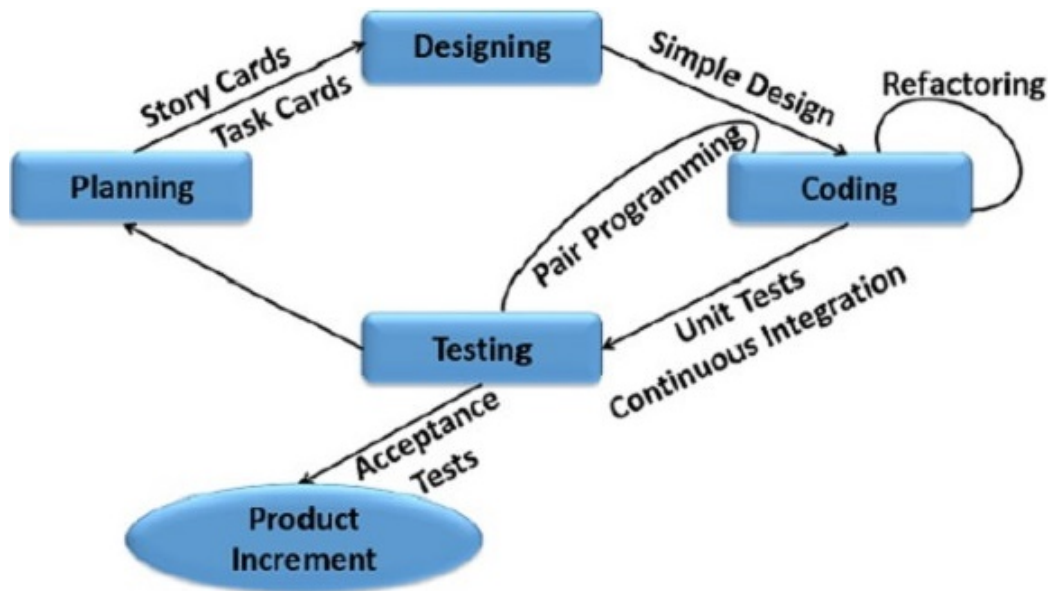 Designing
Story Cards
Task Cards
Simple Design
Refactoring
Planning
Pair Programming
Coding
Unit Tests
Continuous Integration
Testing
Acceptance
Tests
Product
Increment